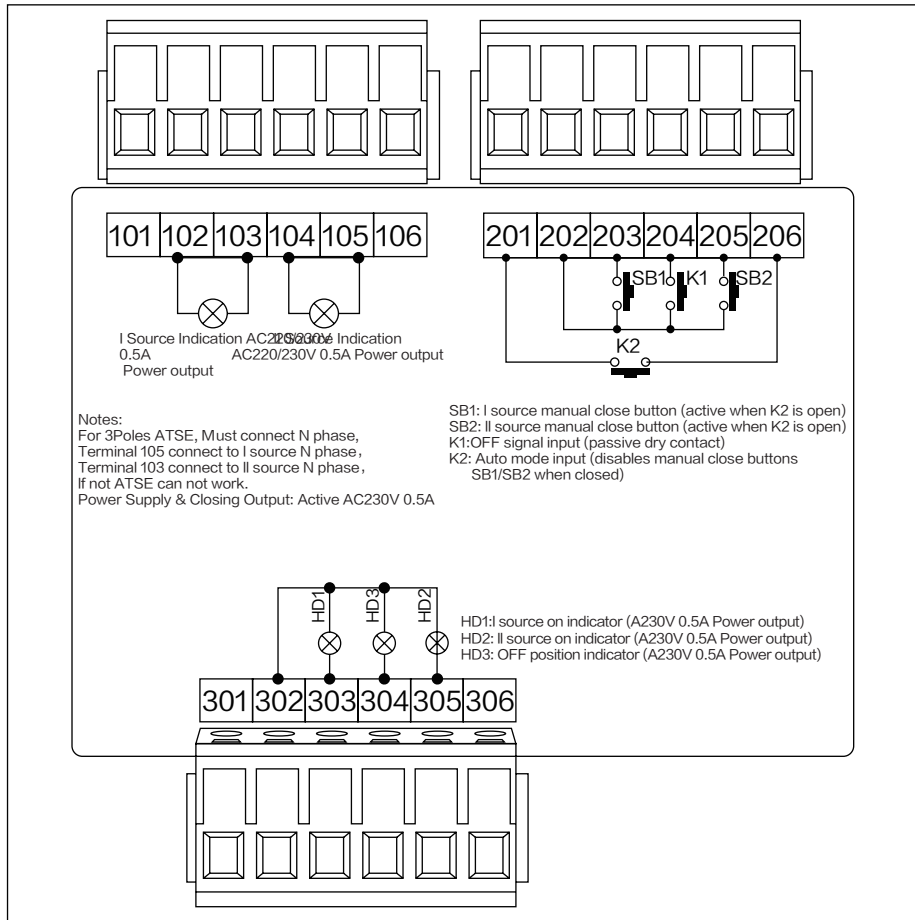 101 102 103 104 105 106
201 202 203 204 205 206
SB1 K1 SB2
K2
I Source Indication AC220/230V
0.5A
Power output
II Source Indication
AC220/230V 0.5A Power output
Notes:
For 3Poles ATSE, Must connect N phase,
Terminal 105 connect to I source N phase,
Terminal 103 connect to II source N phase,
If not ATSE can not work.
Power Supply & Closing Output: Active AC230V 0.5A
SB1: I source manual close button (active when K2 is open)
SB2: II source manual close button (active when K2 is open)
K1:OFF signal input (passive dry contact)
K2: Auto mode input (disables manual close buttons
SB1/SB2 when closed)
HD1 HD3 HD2
HD1:I source on indicator (A230V 0.5A Power output)
HD2: II source on indicator (A230V 0.5A Power output)
HD3: OFF position indicator (A230V 0.5A Power output)
301 302 303 304 305 306